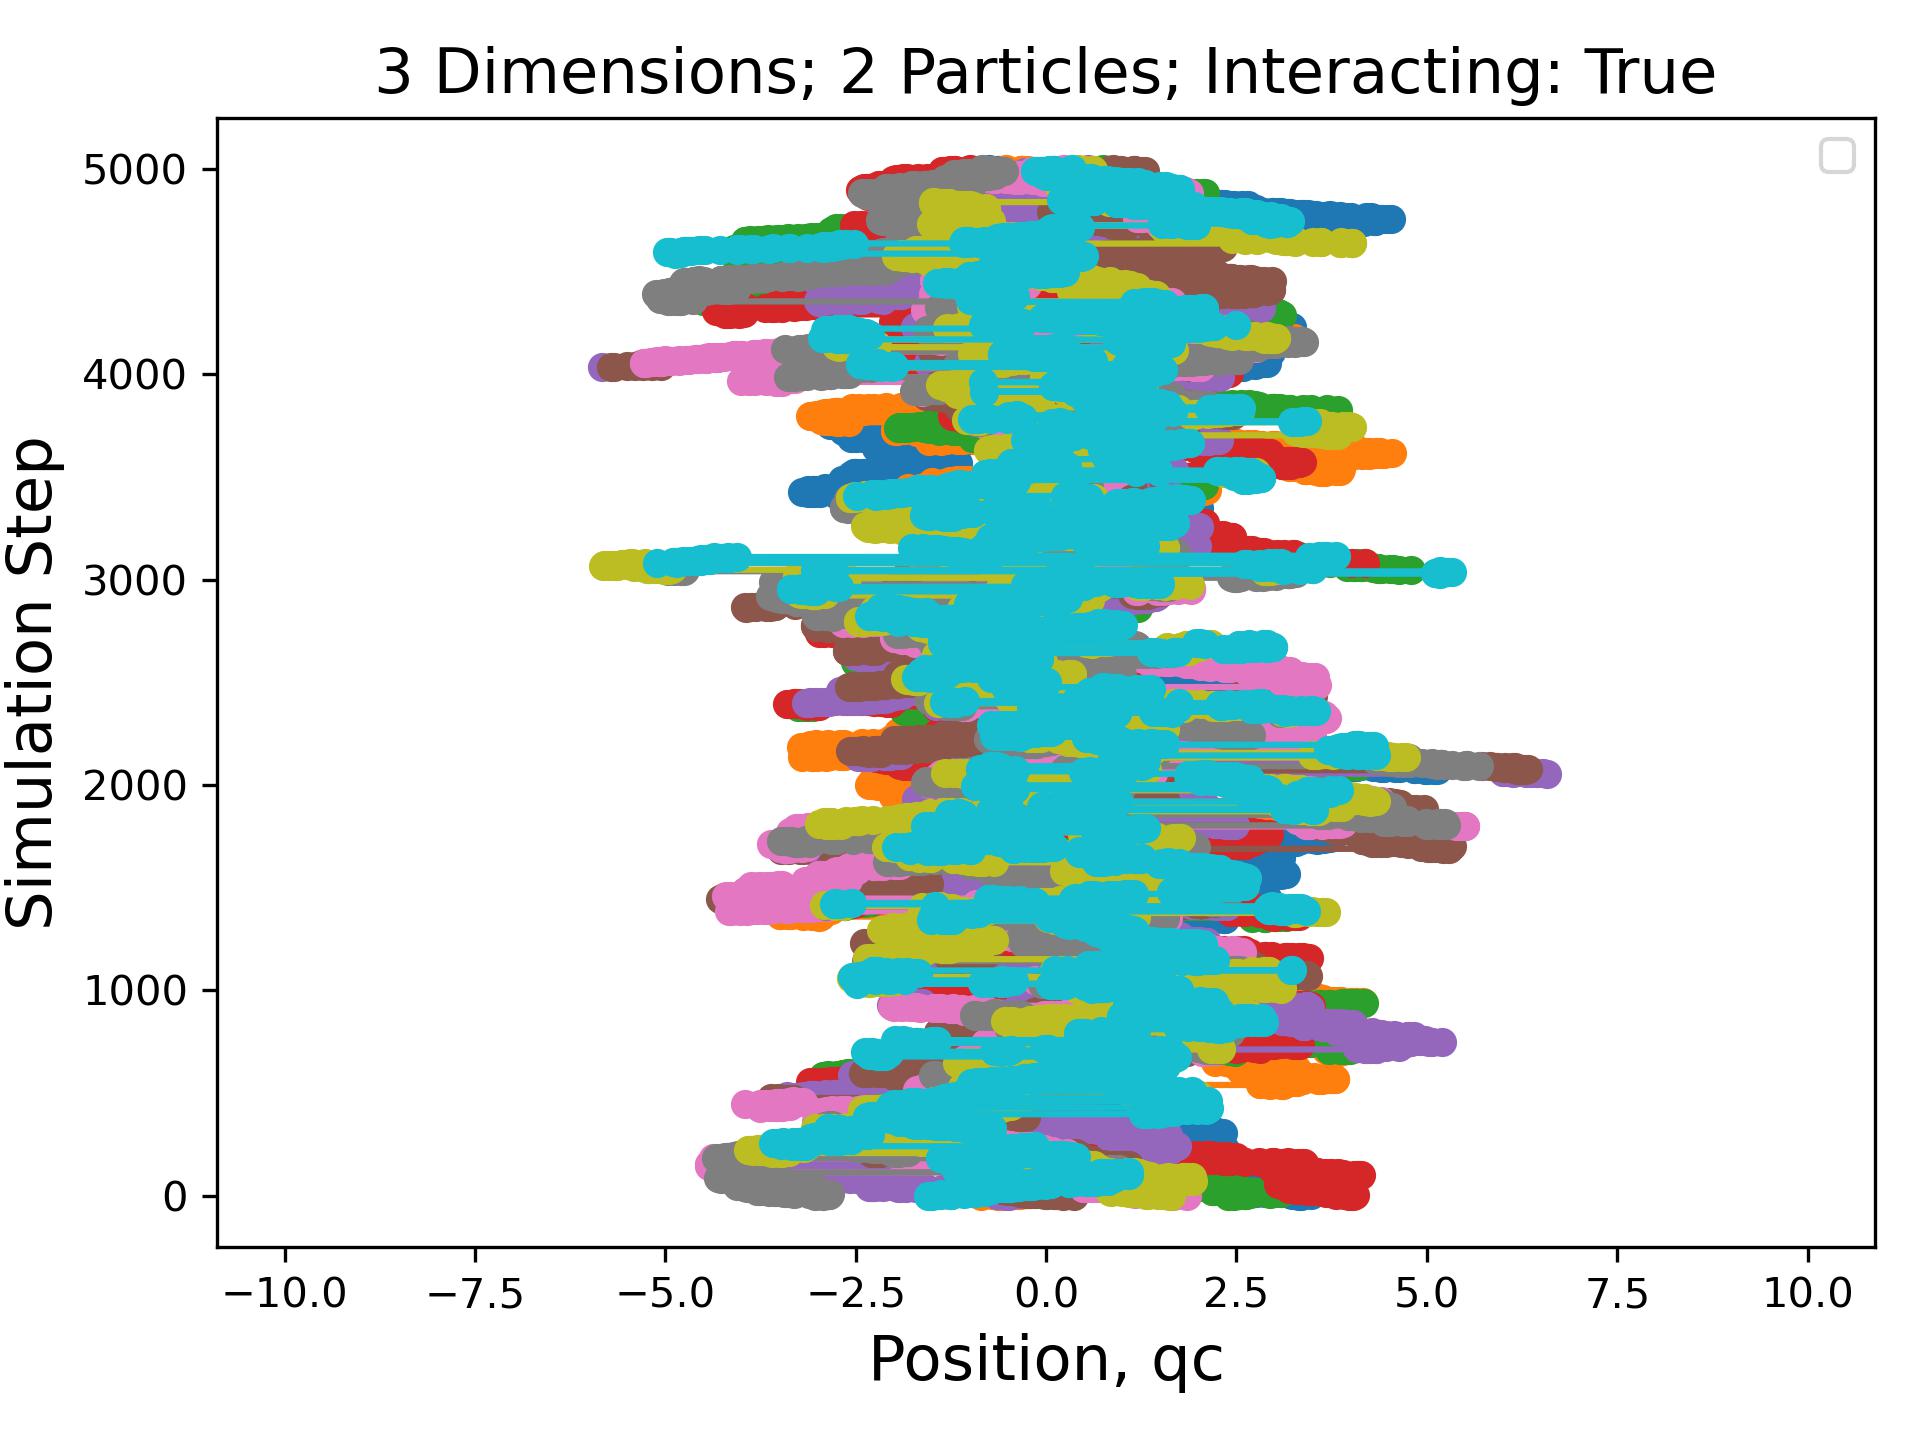 3 Dimensions; 2 Particles; Interacting: True
5000
4000
3000
2000
1000
0
Simulation Step
−10.0 −7.5 −5.0 −2.5 0.0 2.5 5.0 7.5 10.0
Position, qc